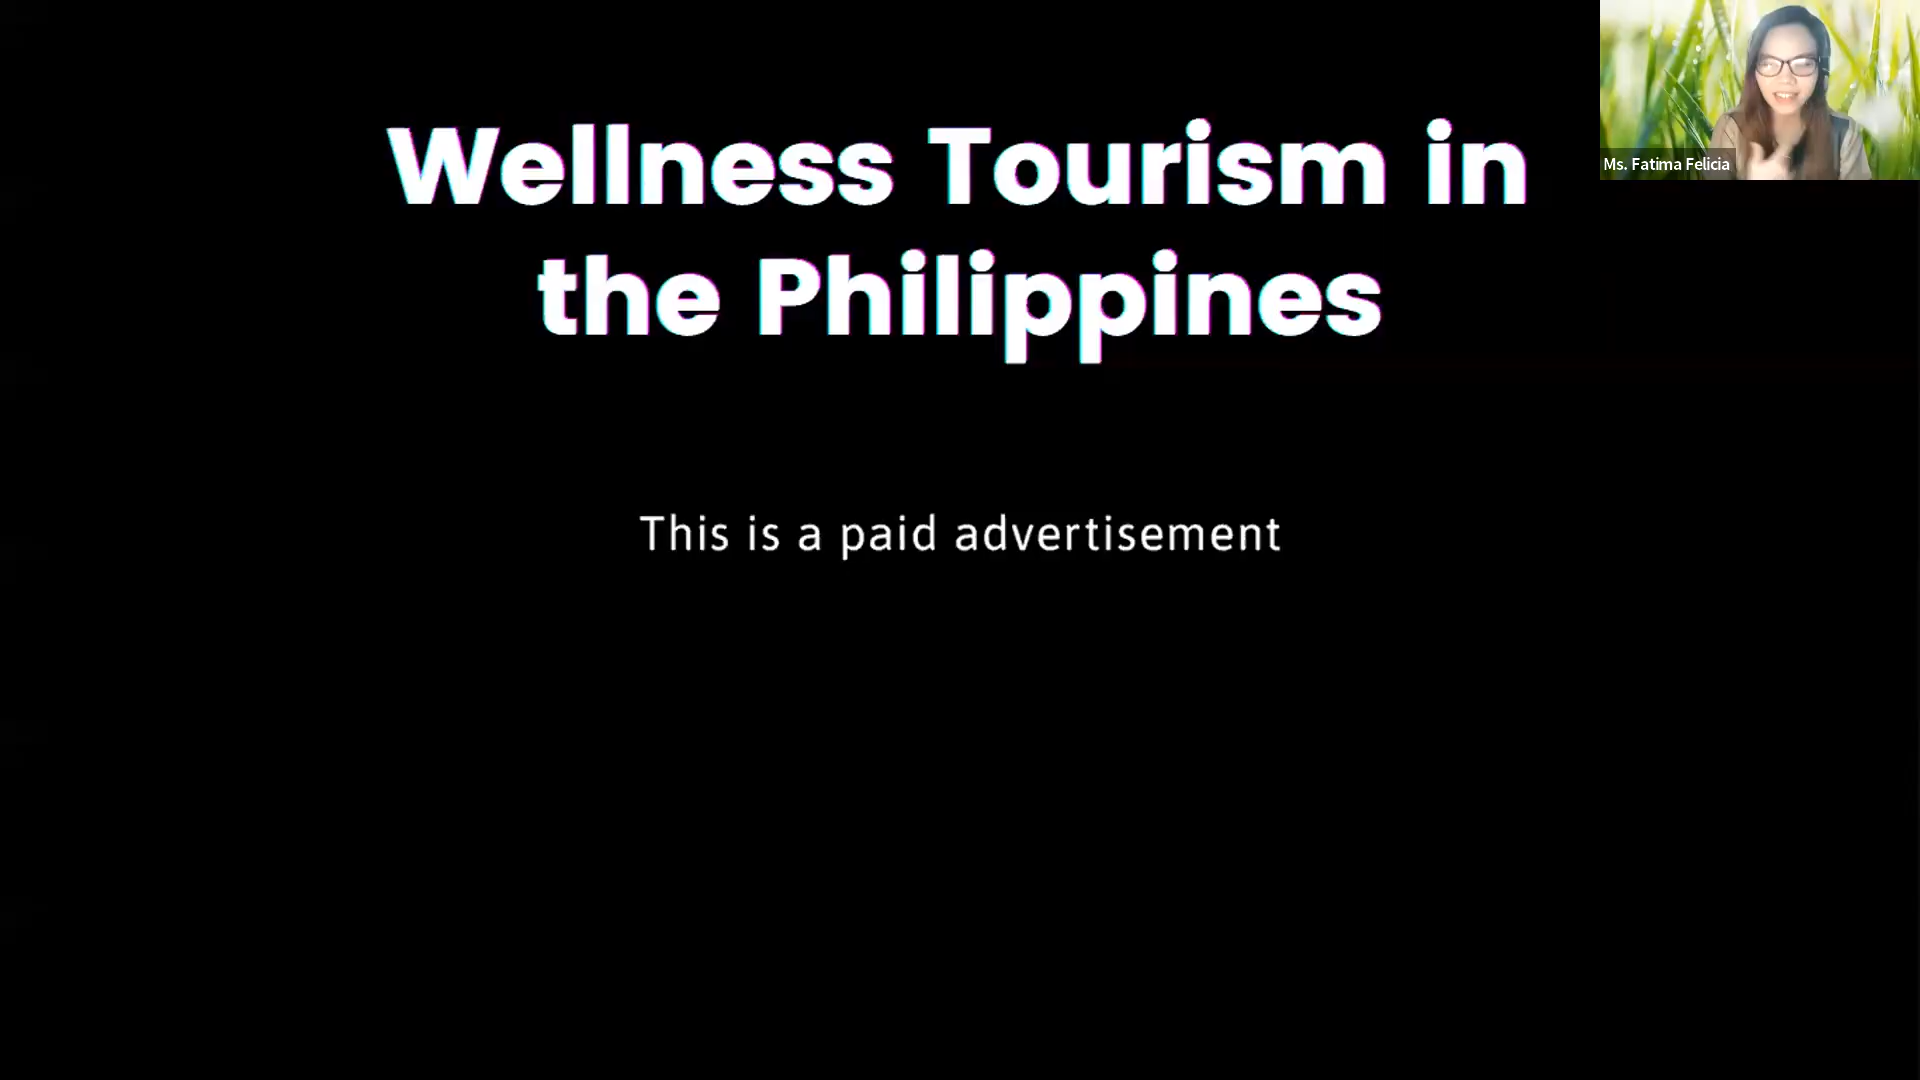 Wellness Tourism in
the Philippines
This is a paid advertisement
Ms. Fatima Felicia